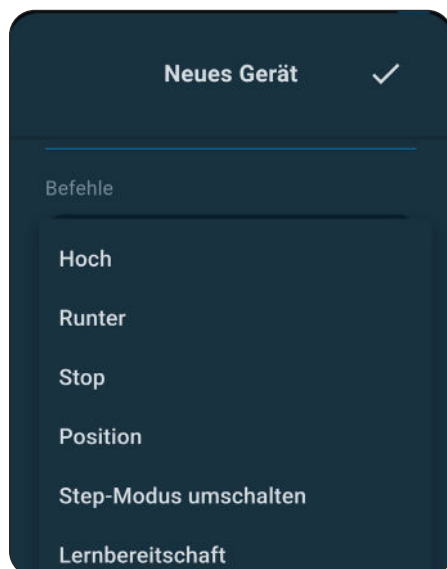 Neues Gerät
Befehle
Hoch
Runter
Stop
Position
Step-Modus umschalten
Lernbereitschaft